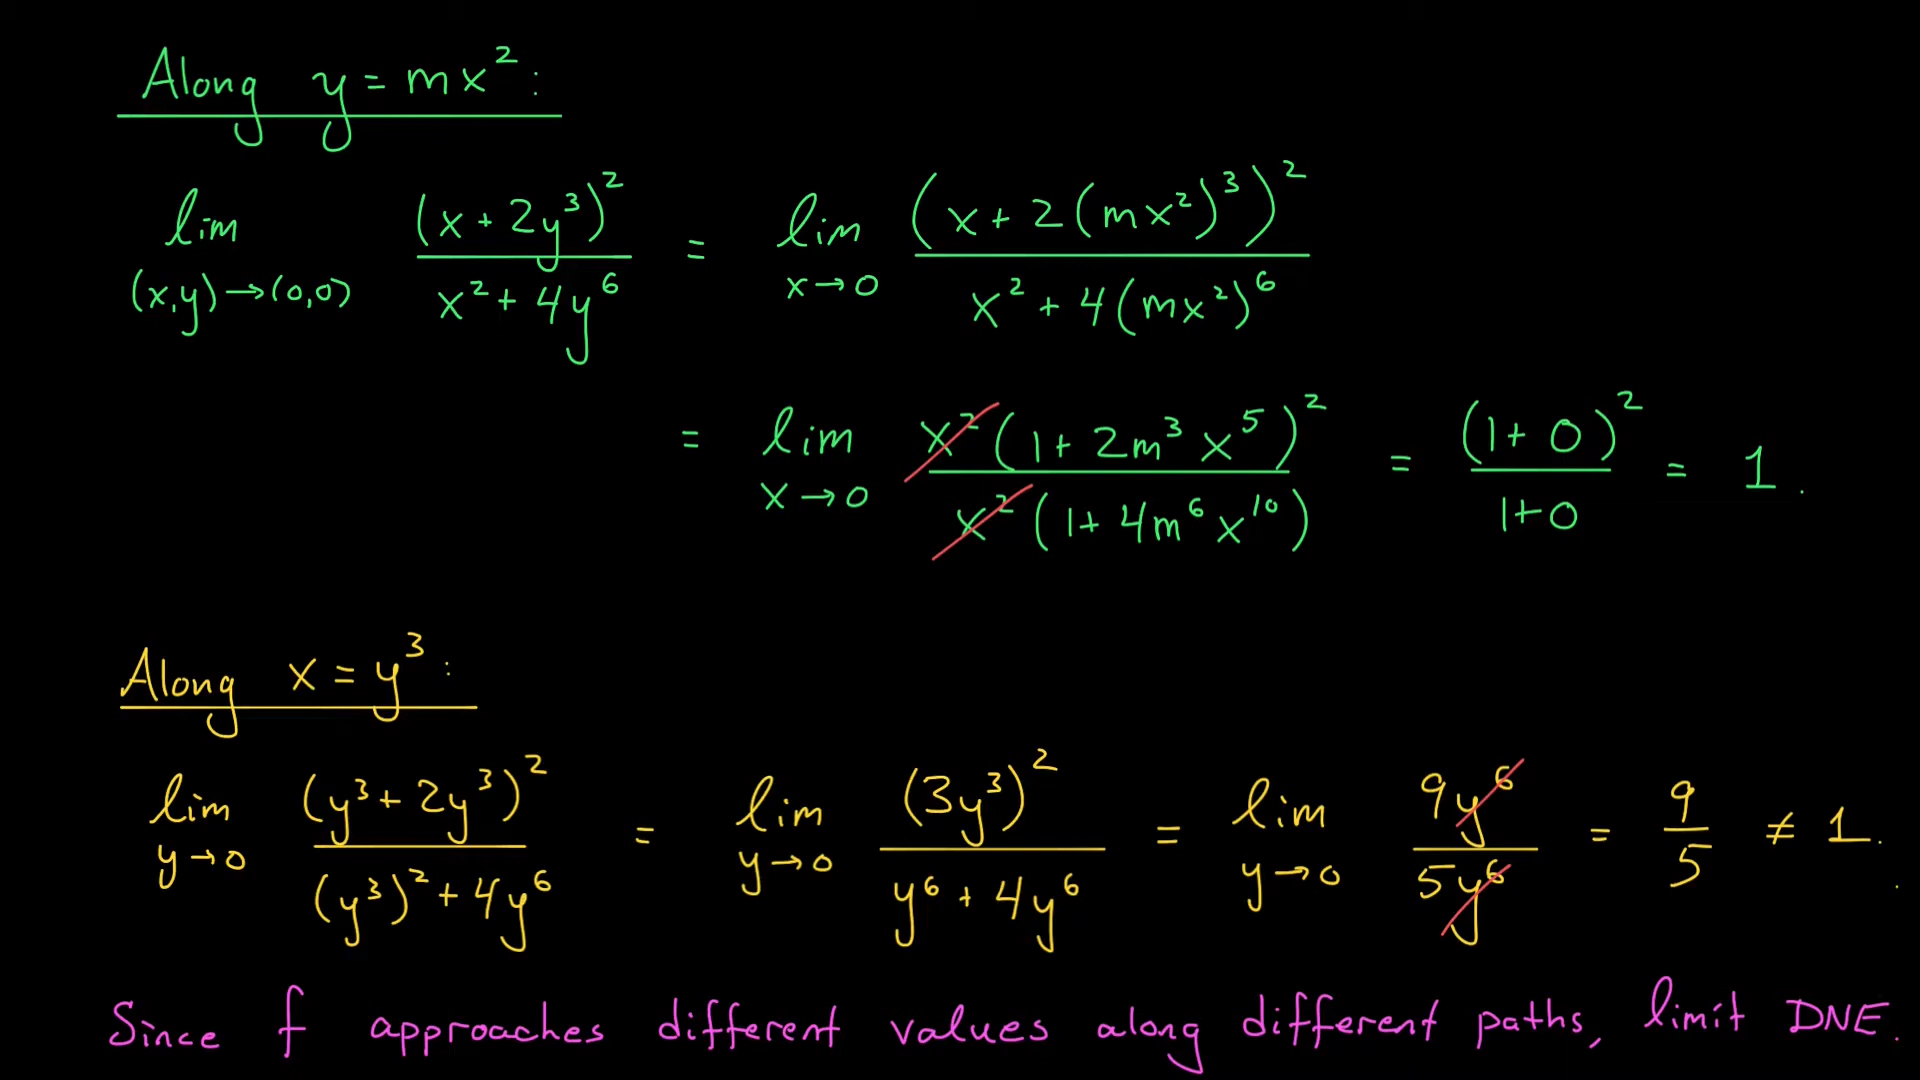 Along y = mx²:
lim (x,y)→(0,0) (x + 2y³)² / (x² + 4y⁶) = lim x→0 (x + 2(mx²)³)² / (x² + 4(mx²)⁶)
= lim x→0 x²(1 + 2m³x⁵)² / x²(1 + 4m⁶x¹⁰) = (1 + 0)² / (1+0) = 1.
Along x = y³:
lim y→0 (y³ + 2y³)² / ((y³)² + 4y⁶) = lim y→0 (3y³)² / (y⁶ + 4y⁶) = lim y→0 9y⁶ / 5y⁶ = 9/5 ≠ 1.
Since f approaches different values along different paths, limit DNE.